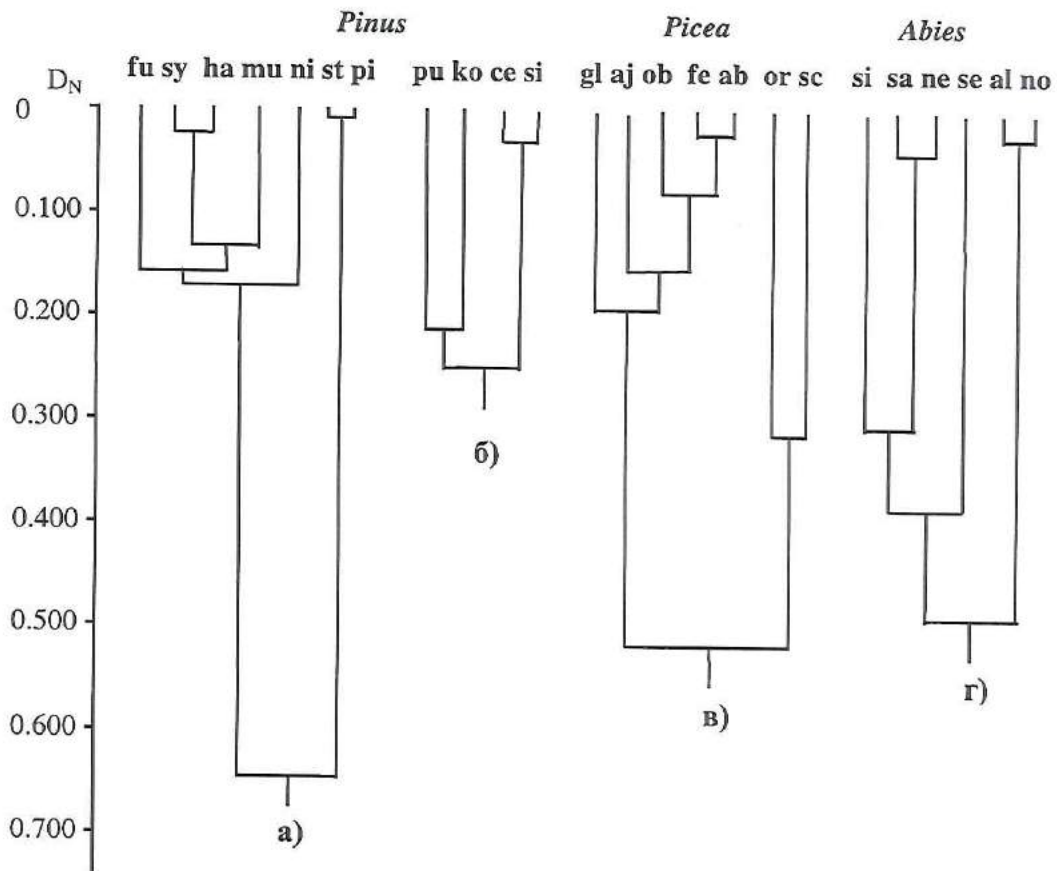 Pinus Picea Abies
fu sy ha mu ni st pi pu ko ce si gl aj ob fe ab or sc si sa ne se al no
D_N
0
0.100
0.200
0.300
0.400
0.500
0.600
0.700
б)
г)
в)
а)